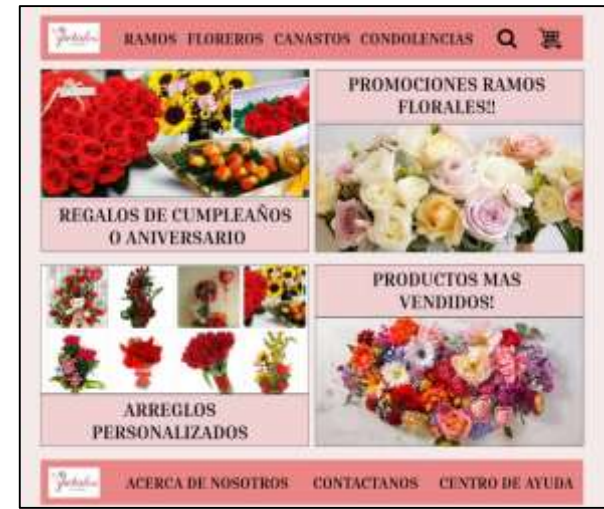 RAMOS FLOREROS CANASTOS CONDOLENCIAS
REGALOS DE CUMPLEAÑOS
O ANIVERSARIO
PROMOCIONES RAMOS
FLORALES!!
ARREGLOS
PERSONALIZADOS
PRODUCTOS MAS
VENDIDOS!
ACERCA DE NOSOTROS CONTACTANOS CENTRO DE AYUDA